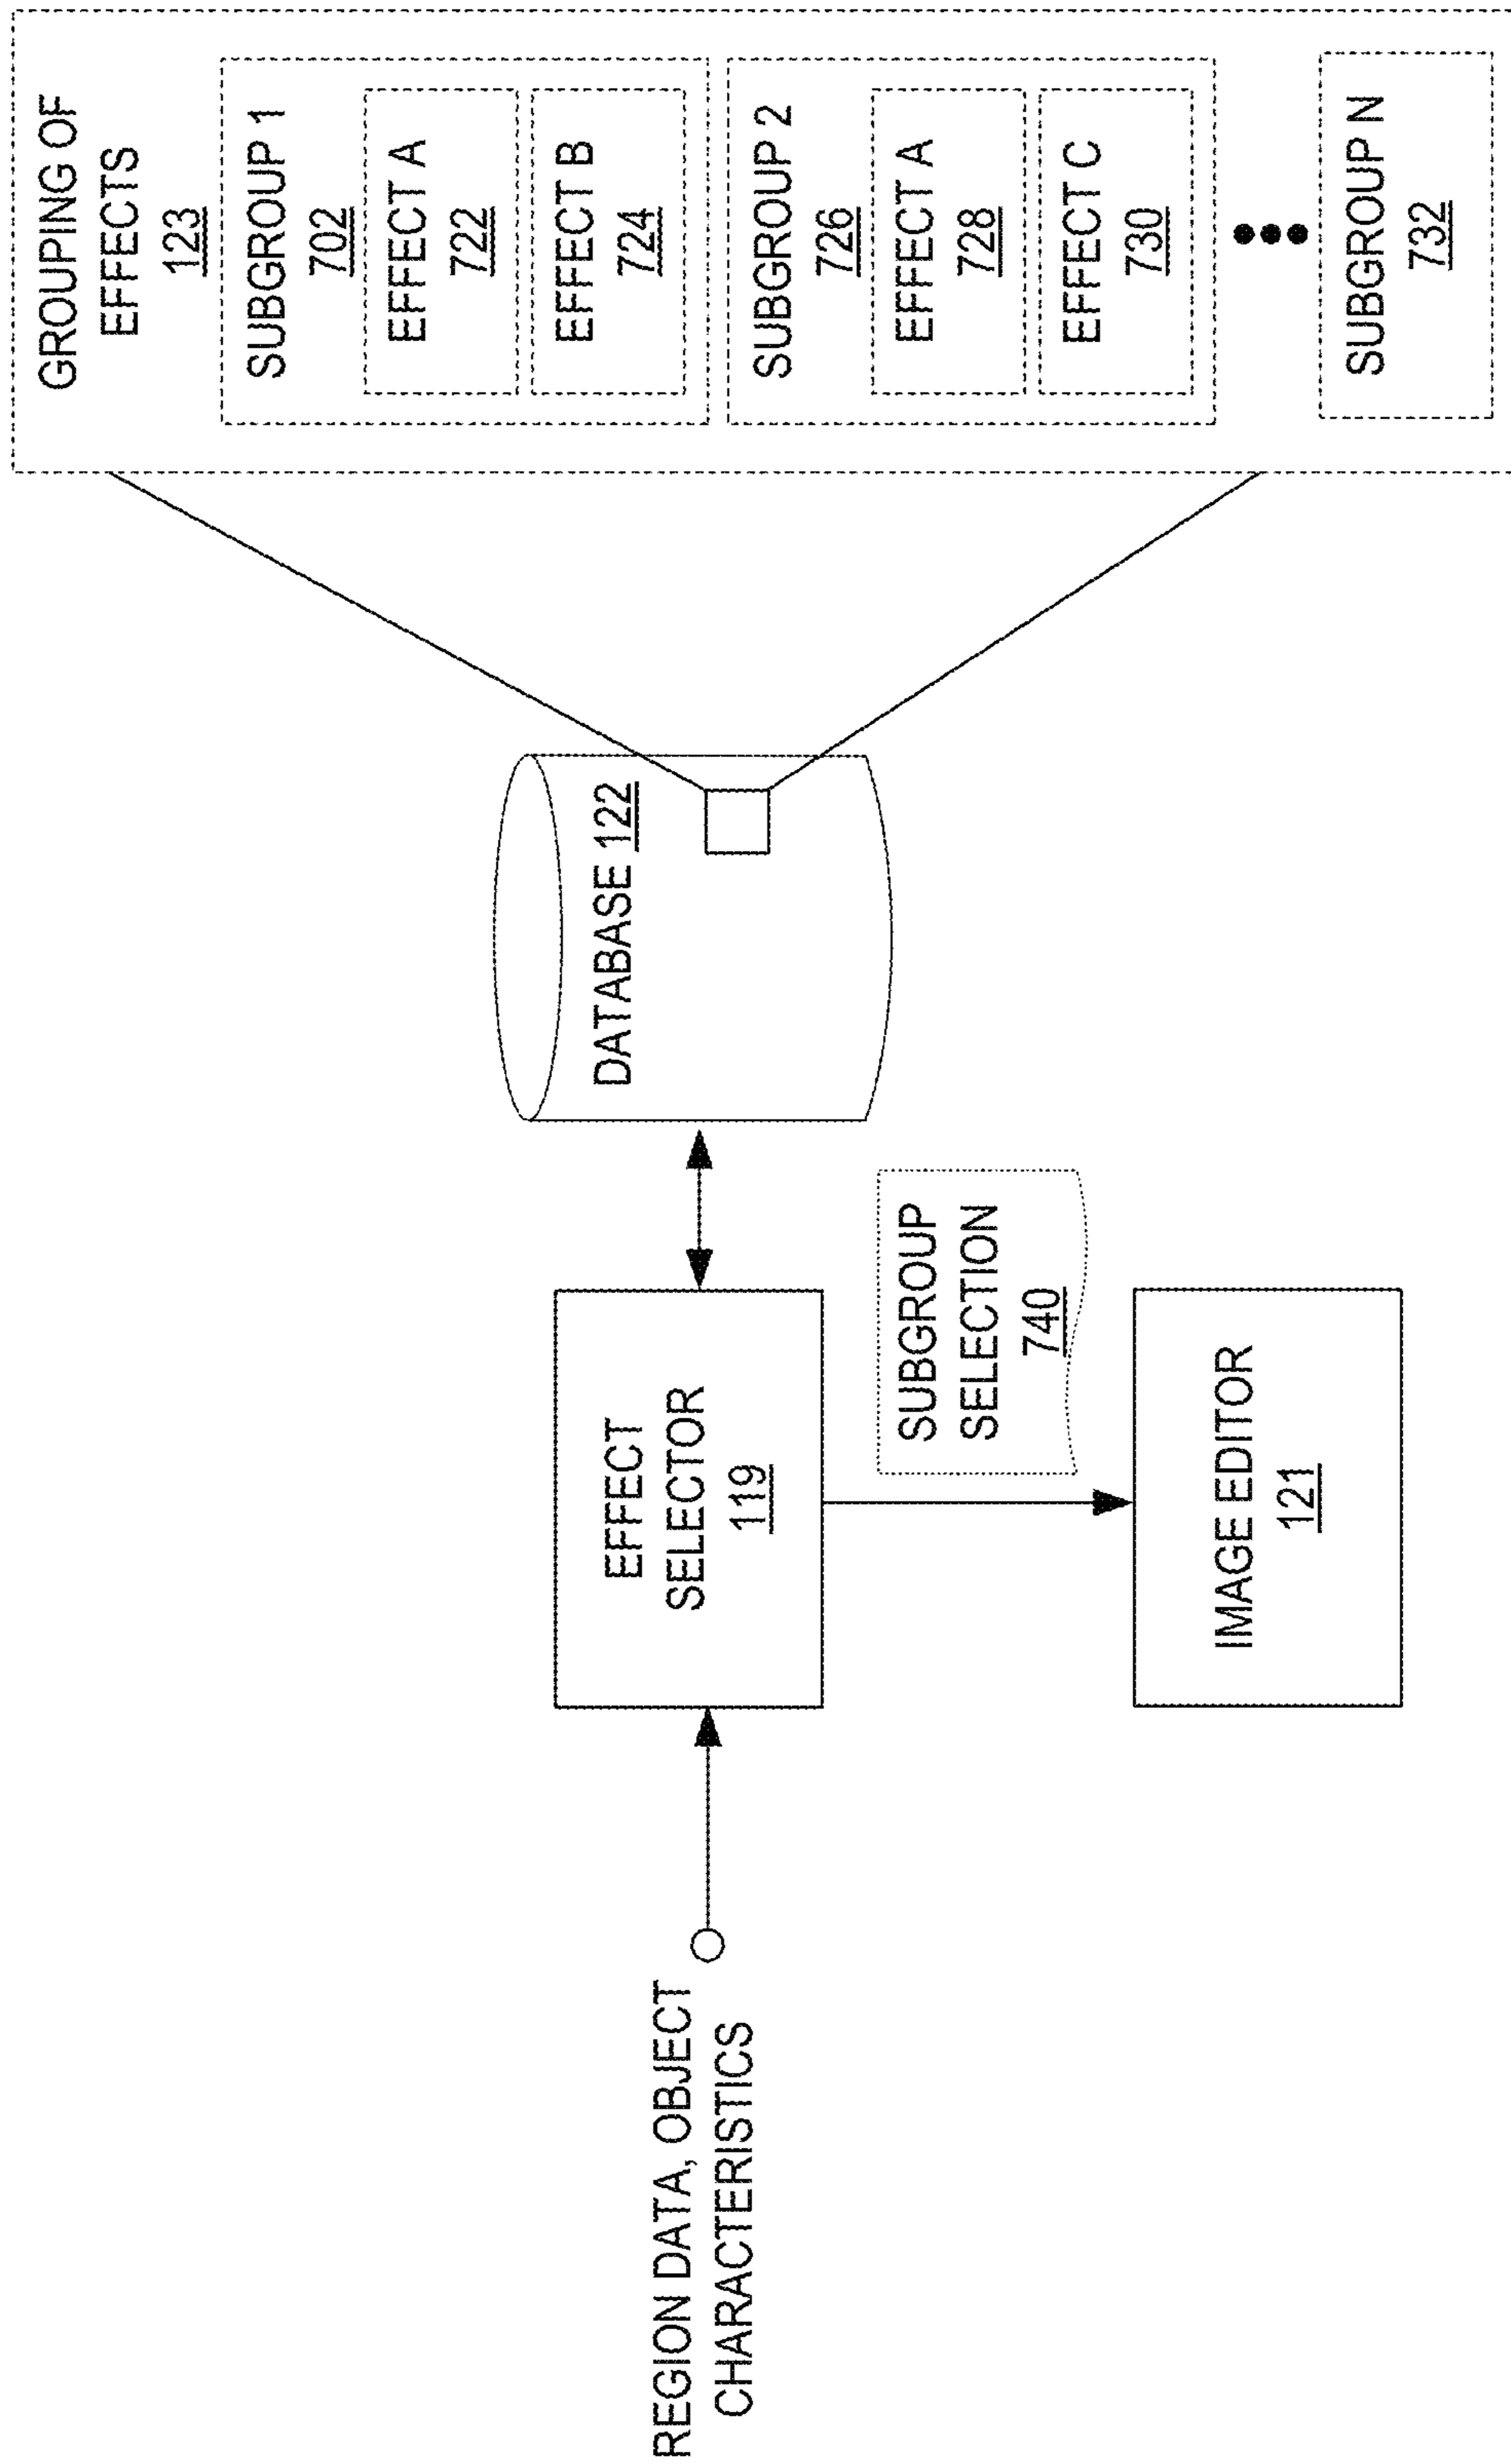 REGION DATA, OBJECT
CHARACTERISTICS
EFFECT
SELECTOR
119
SUBGROUP
SELECTION
740
IMAGE EDITOR
121
DATABASE 122
GROUPING OF
EFFECTS
123
SUBGROUP 1
702
EFFECT A
722
EFFECT B
724
SUBGROUP 2
726
EFFECT A
728
EFFECT C
730
SUBGROUP N
732